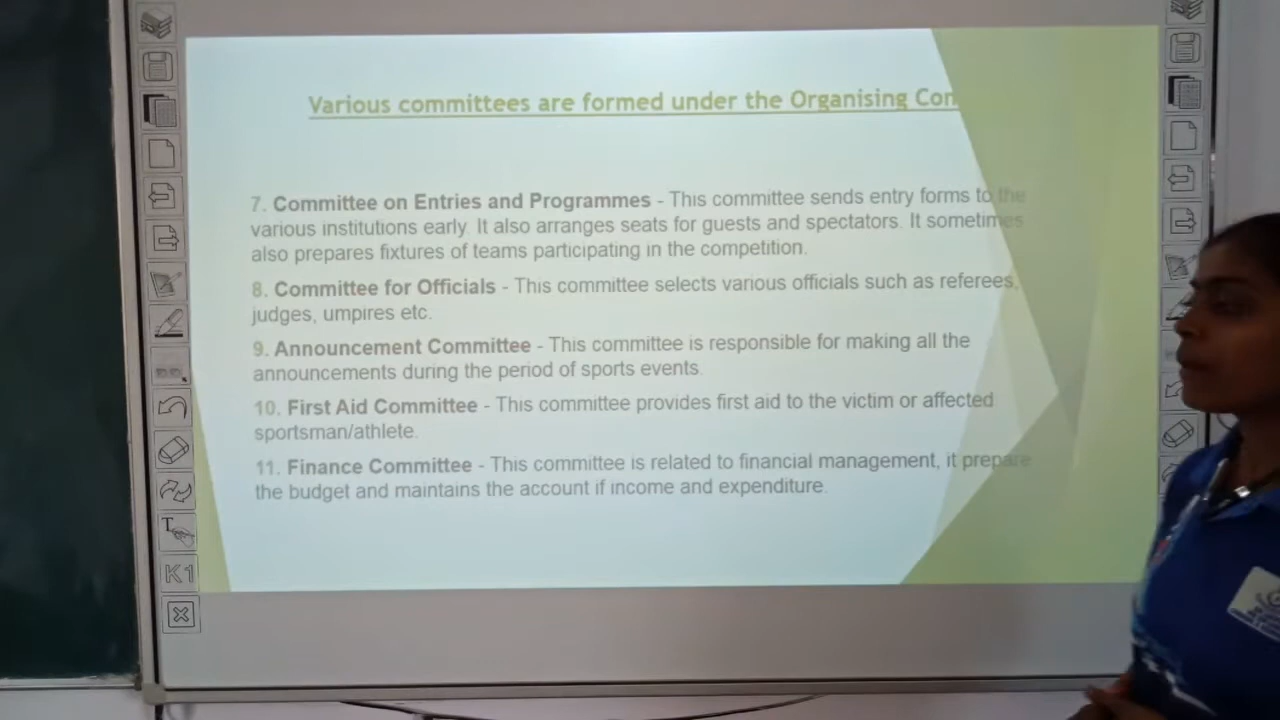 Various committees are formed under the Organising Con
7. Committee on Entries and Programmes - This committee sends entry forms to the
various institutions early. It also arranges seats for guests and spectators. It sometimes
also prepares fixtures of teams participating in the competition.
8. Committee for Officials - This committee selects various officials such as referees,
judges, umpires etc.
9. Announcement Committee - This committee is responsible for making all the
announcements during the period of sports events.
10. First Aid Committee - This committee provides first aid to the victim or affected
sportsman/athlete.
11. Finance Committee - This committee is related to financial management, it prepare
the budget and maintains the account if income and expenditure.
T
K1